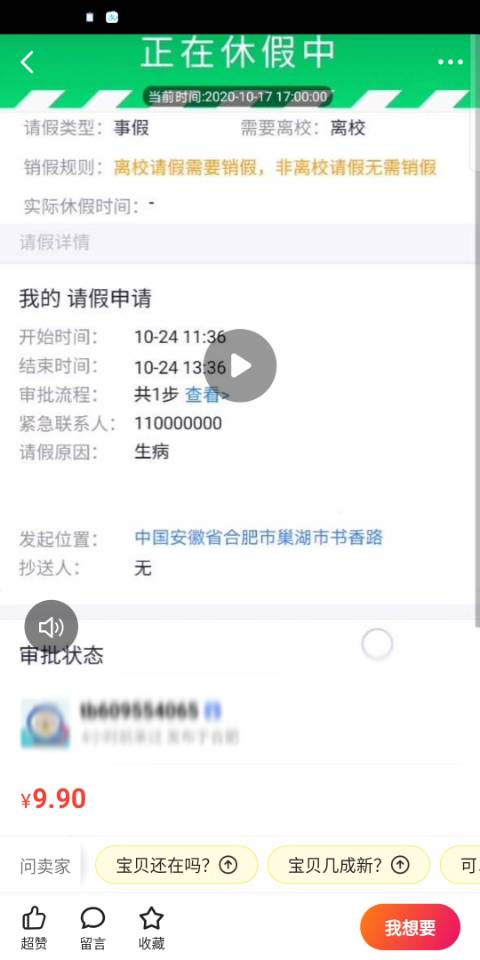 正在休假中
当前时间:2020-10-17 17:00:00
请假类型： 事假 需要离校： 离校
销假规则： 离校请假需要销假，非离校请假无需销假
实际休假时间： -
请假详情
我的 请假申请
开始时间： 10-24 11:36
结束时间： 10-24 13:36
审批流程： 共1步 查看>
紧急联系人： 110000000
请假原因： 生病
发起位置： 中国安徽省合肥市巢湖市书香路
抄送人： 无
审批状态
tb609554065
¥9.90
问卖家 宝贝还在吗？ 宝贝几成新？ 可
超赞 留言 收藏 我想要